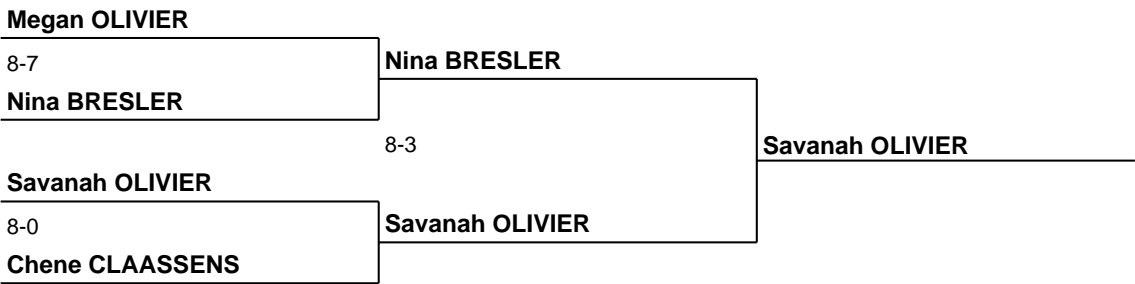 Megan OLIVIER
8-7
Nina BRESLER
Nina BRESLER
8-3
Savanah OLIVIER
Savanah OLIVIER
8-0
Savanah OLIVIER
Chene CLAASSENS